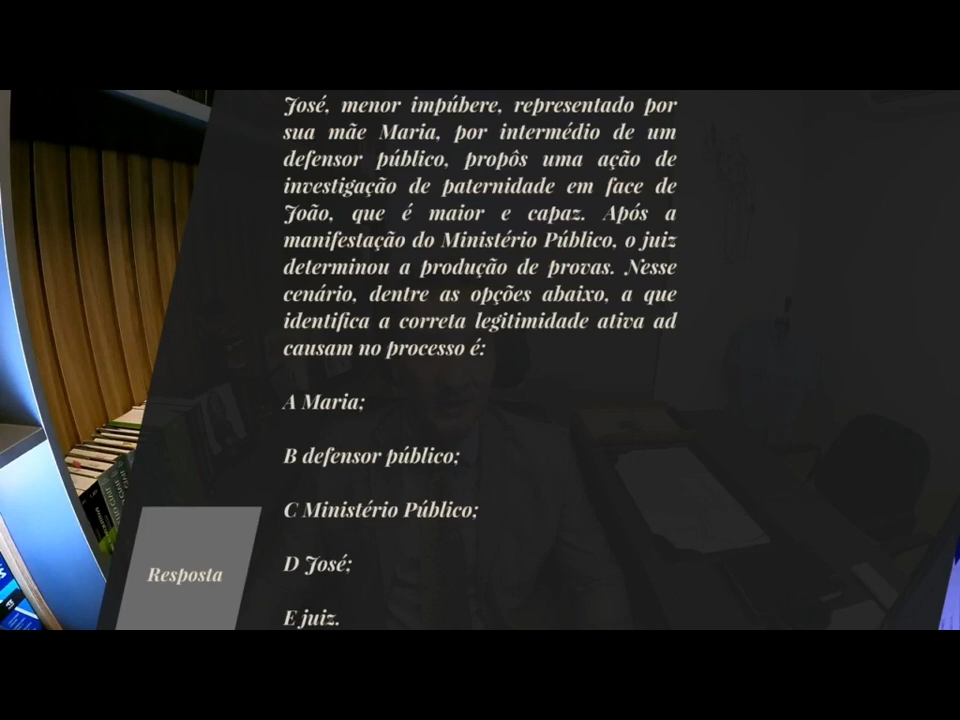 José, menor impúbere, representado por
sua mãe Maria, por intermédio de um
defensor público, propôs uma ação de
investigação de paternidade em face de
João, que é maior e capaz. Após a
manifestação do Ministério Público, o juiz
determinou a produção de provas. Nesse
cenário, dentre as opções abaixo, a que
identifica a correta legitimidade ativa ad
causam no processo é:
A Maria;
B defensor público;
C Ministério Público;
D José;
E juiz.
Resposta